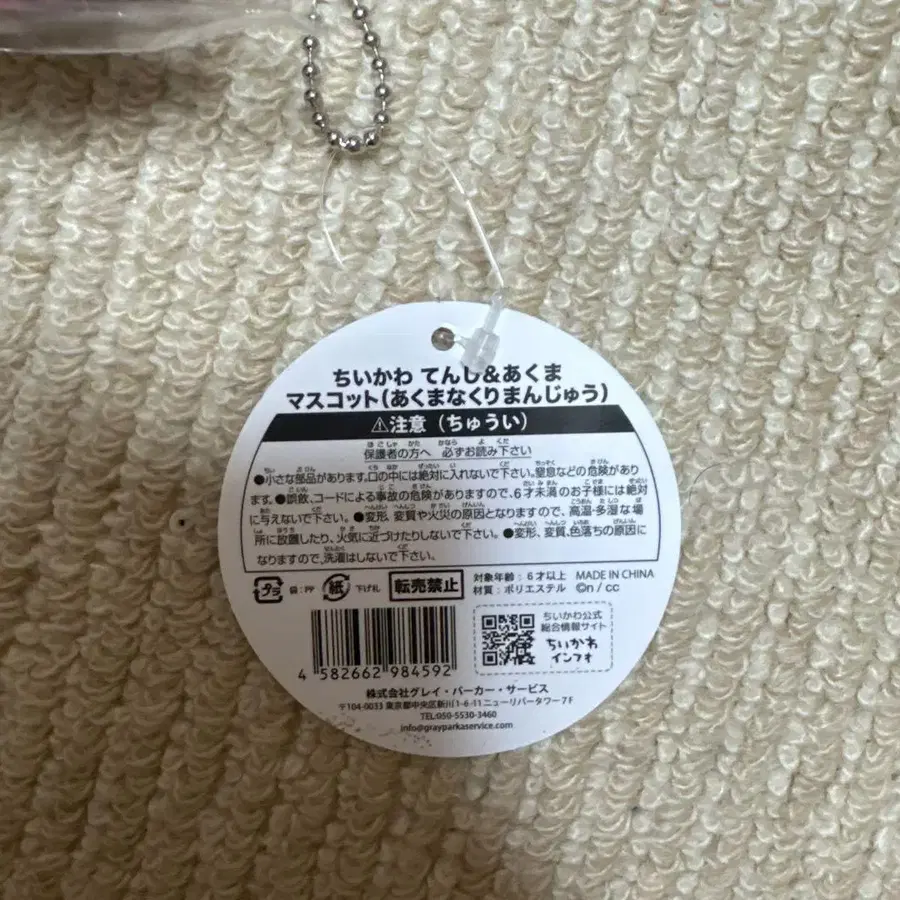 ちいかわ てんし&あくま
マスコット(あくまなくりまんじゅう)
⚠注意(ちゅうい)
保護者の方へ 必ずお読み下さい
●小さな部品があります。口の中には絶対に入れないで下さい。窒息などの危険があり
ます。●誤飲、コードによる事故の危険がありますので、6才未満のお子様には絶対
に与えないで下さい。●変形、変質や火災の原因となりますので、高温・多湿な場
所に放置したり、火気に近づけたりしないで下さい。●変形、変質、色落ちの原因に
なりますので、洗濯はしないで下さい。
プラ 袋:PP 紙 下げ札 転売禁止 対象年齢:6才以上 MADE IN CHINA
材質:ポリエステル ©n / cc
ちいかわ公式
総合情報サイト
ちいかわ
インフォ
4 582662 984592
株式会社グレイ・パーカー・サービス
〒104-0033 東京都中央区新川1-6-11 ニューリバータワー7F
TEL:050-5530-3460
info@grayparkaservice.com